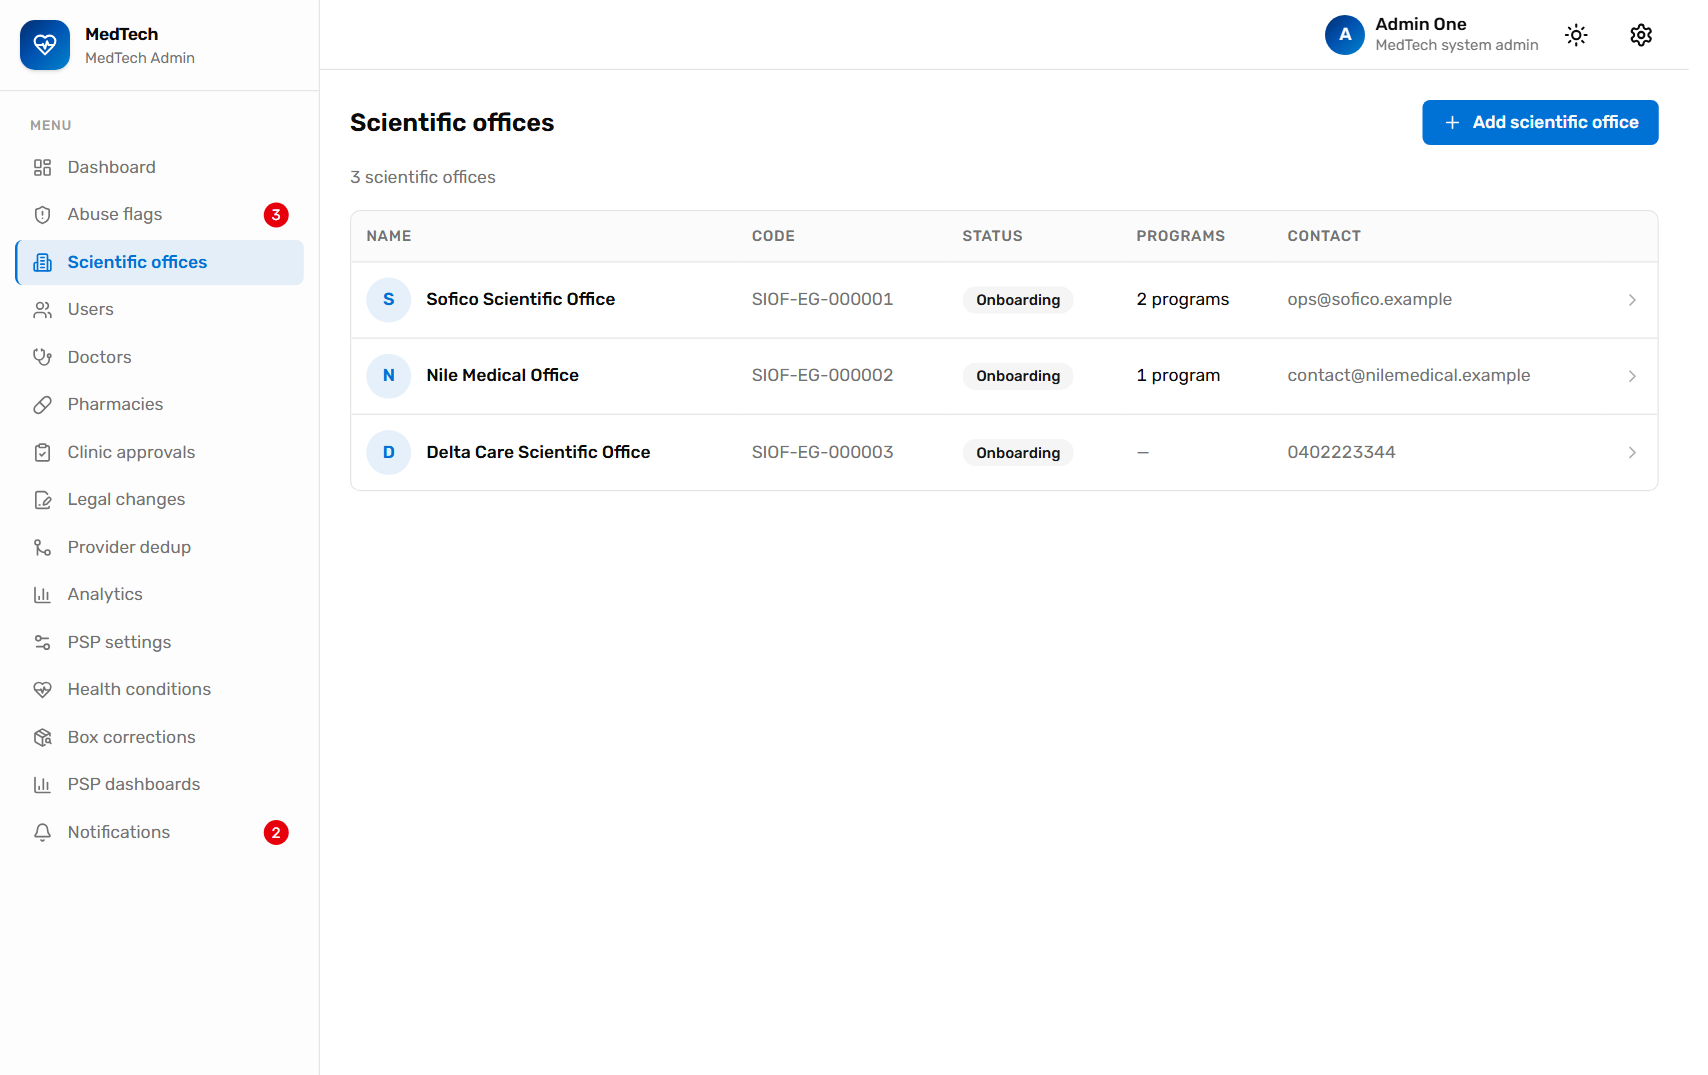 MedTech
MedTech Admin
A
Admin One
MedTech system admin
MENU
Dashboard
Abuse flags 3
Scientific offices
Users
Doctors
Pharmacies
Clinic approvals
Legal changes
Provider dedup
Analytics
PSP settings
Health conditions
Box corrections
PSP dashboards
Notifications 2
Scientific offices
+ Add scientific office
3 scientific offices
NAME CODE STATUS PROGRAMS CONTACT
S Sofico Scientific Office SIOF-EG-000001 Onboarding 2 programs ops@sofico.example
N Nile Medical Office SIOF-EG-000002 Onboarding 1 program contact@nilemedical.example
D Delta Care Scientific Office SIOF-EG-000003 Onboarding — 0402223344